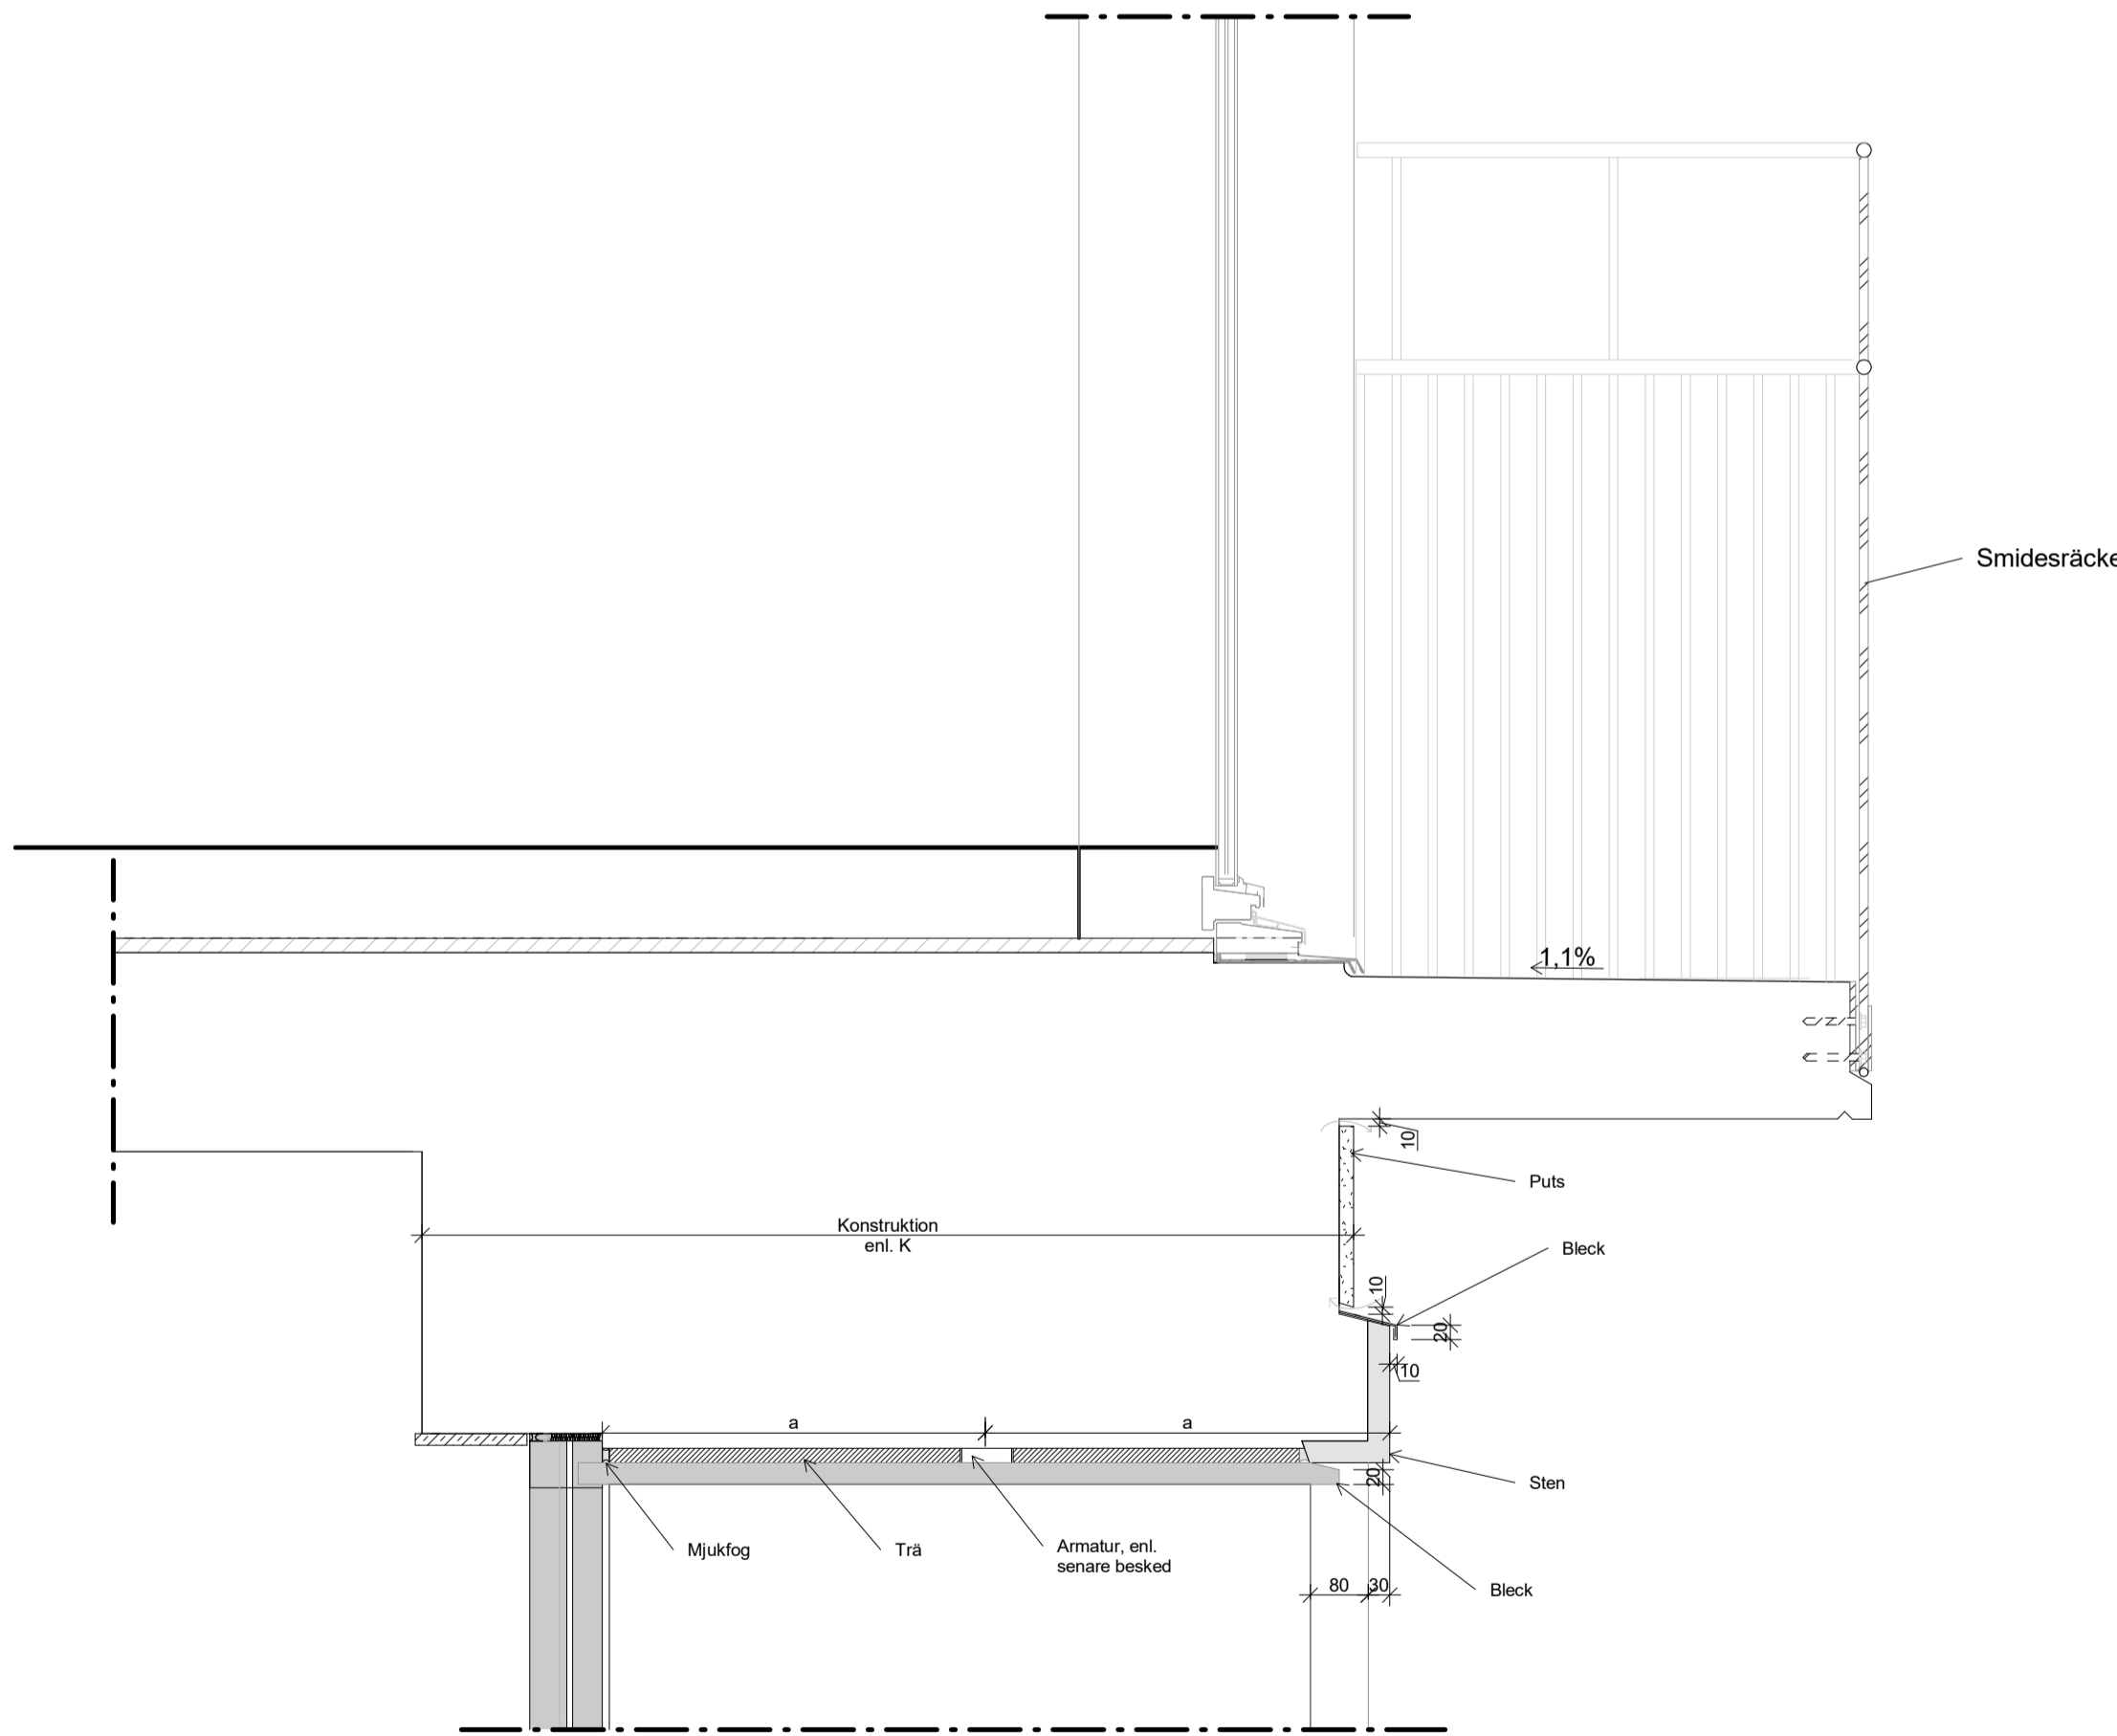 Smidesräcke
1,1%
10
Puts
Konstruktion
enl. K
Bleck
10
20
10
a
a
20
Sten
Mjukfog
Trä
Armatur, enl.
senare besked
80
30
Bleck